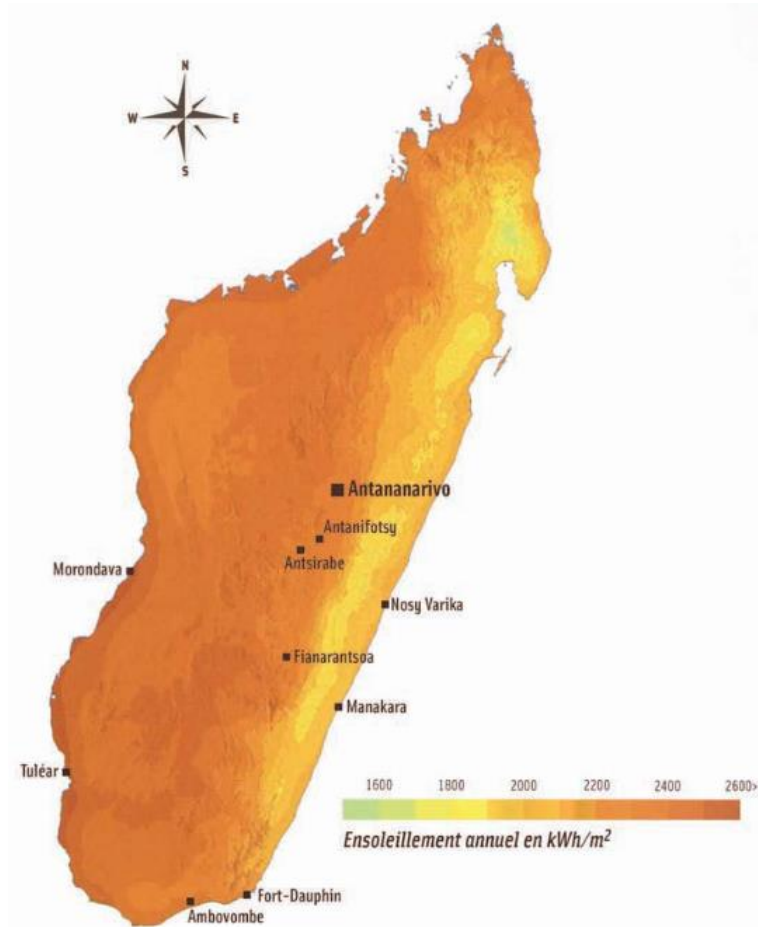 N
W E
S
Antananarivo
Antanifotsy
Antsirabe
Morondava
Nosy Varika
Fianarantsoa
Manakara
Tuléar
1600 1800 2000 2200 2400 2600>
Ensoleillement annuel en kWh/m²
Fort-Dauphin
Ambovombe